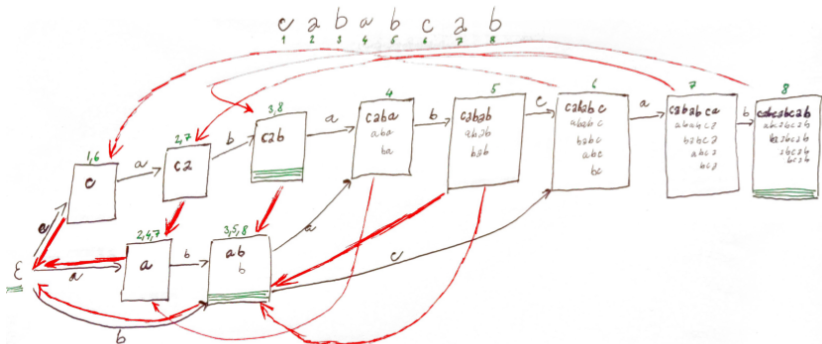 c a b a b c a b
1 2 3 4 5 6 7 8
4 5 6 7 8
3,8
a b c a b
caba cabab cababc cababca cababcab
2,7
cab
aba abab ababc ababca ababcab
1,6
b
ba bab babc babca babcab
abc abca abcab
ca
bc bca bcab
a
c
c
2,4,7 3,5,8
a
ab
a b
c
b
ε
a
b